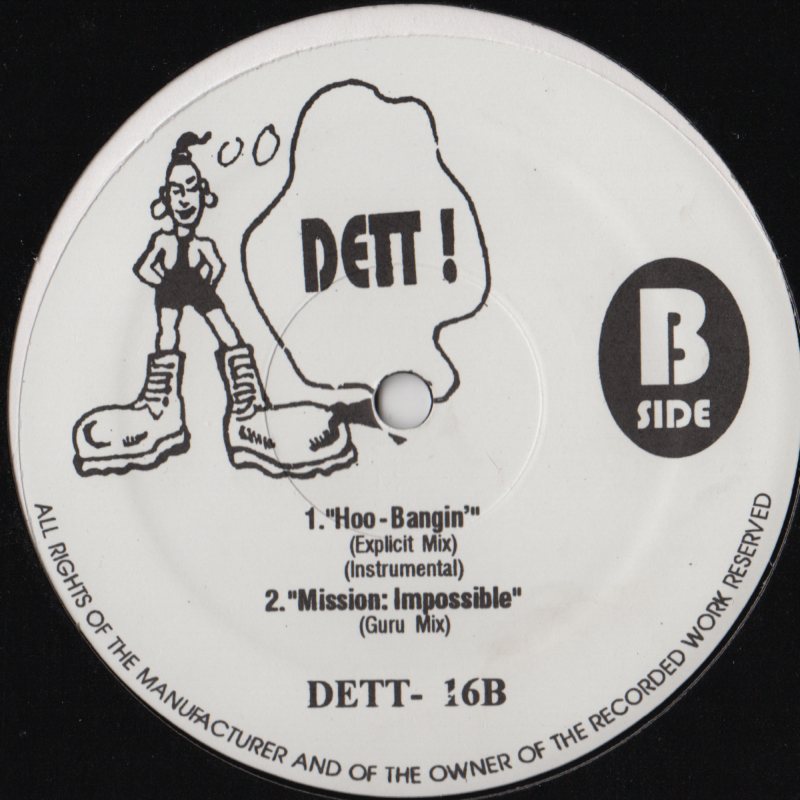 DETT!
B
SIDE
1."Hoo-Bangin'"
(Explicit Mix)
(Instrumental)
2."Mission: Impossible"
(Guru Mix)
DETT- 16B
ALL RIGHTS OF THE MANUFACTURER AND OF THE OWNER OF THE RECORDED WORK RESERVED